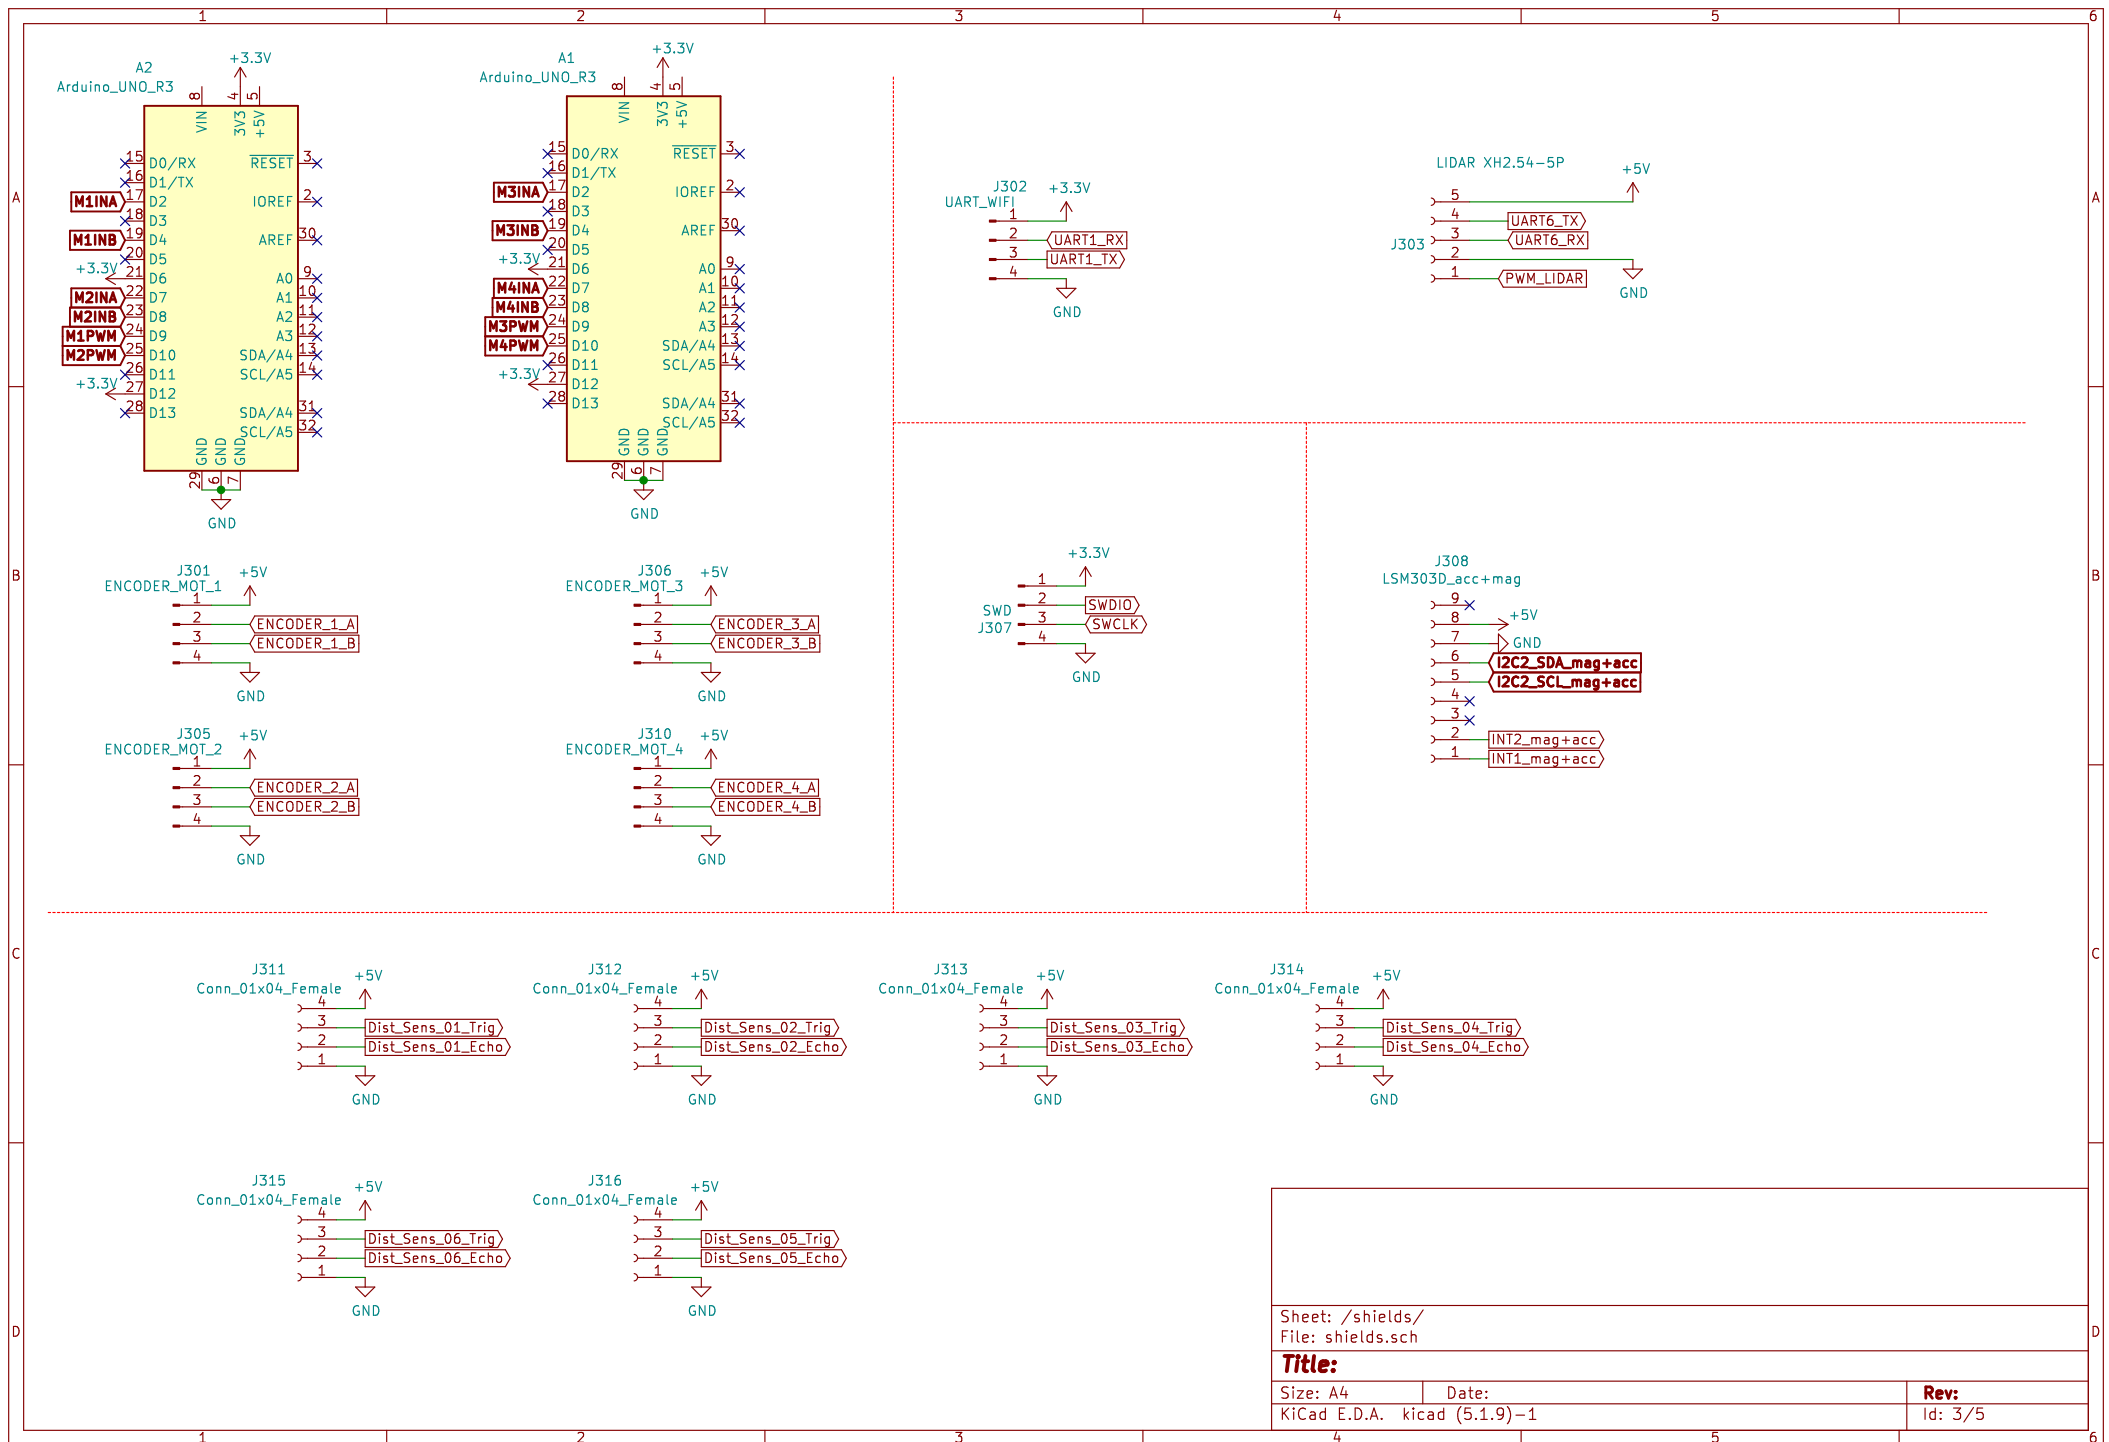 1 2 3 4 5 6
A
B
C
D
A2
Arduino_UNO_R3
+3.3V
8 4 5
VIN 3V3 +5V
15 D0/RX RESET 3
16 D1/TX
M1INA 17 D2 IOREF 2
18 D3
M1INB 19 D4 AREF 30
20 D5
+3.3V 21 D6 A0 9
M2INA 22 D7 A1 10
M2INB 23 D8 A2 11
M1PWM 24 D9 A3 12
M2PWM 25 D10 SDA/A4 13
26 D11 SCL/A5 14
+3.3V 27 D12
28 D13 SDA/A4 31
SCL/A5 32
GND GND GND
29 6 7
GND
A1
Arduino_UNO_R3
+3.3V
8 4 5
VIN 3V3 +5V
15 D0/RX RESET 3
16 D1/TX
M3INA 17 D2 IOREF 2
18 D3
M3INB 19 D4 AREF 30
20 D5
+3.3V 21 D6 A0 9
M4INA 22 D7 A1 10
M4INB 23 D8 A2 11
M3PWM 24 D9 A3 12
M4PWM 25 D10 SDA/A4 13
26 D11 SCL/A5 14
+3.3V 27 D12
28 D13 SDA/A4 31
SCL/A5 32
GND GND GND
29 6 7
GND
J302 +3.3V
UART_WIFI
1
2 UART1_RX
3 UART1_TX
4
GND
LIDAR XH2.54-5P
+5V
5
4 UART6_TX
J303 3 UART6_RX
2
1 PWM_LIDAR
GND
J301 +5V
ENCODER_MOT_1
1
2 ENCODER_1_A
3 ENCODER_1_B
4
GND
J306 +5V
ENCODER_MOT_3
1
2 ENCODER_3_A
3 ENCODER_3_B
4
GND
J305 +5V
ENCODER_MOT_2
1
2 ENCODER_2_A
3 ENCODER_2_B
4
GND
J310 +5V
ENCODER_MOT_4
1
2 ENCODER_4_A
3 ENCODER_4_B
4
GND
+3.3V
1
SWD 2 SWDIO
J307 3 SWCLK
4
GND
J308
LSM303D_acc+mag
9
8 +5V
7 GND
6 I2C2_SDA_mag+acc
5 I2C2_SCL_mag+acc
4
3
2 INT2_mag+acc
1 INT1_mag+acc
J311 +5V
Conn_01x04_Female
4
3 Dist_Sens_01_Trig
2 Dist_Sens_01_Echo
1
GND
J312 +5V
Conn_01x04_Female
4
3 Dist_Sens_02_Trig
2 Dist_Sens_02_Echo
1
GND
J313 +5V
Conn_01x04_Female
4
3 Dist_Sens_03_Trig
2 Dist_Sens_03_Echo
1
GND
J314 +5V
Conn_01x04_Female
4
3 Dist_Sens_04_Trig
2 Dist_Sens_04_Echo
1
GND
J315 +5V
Conn_01x04_Female
4
3 Dist_Sens_06_Trig
2 Dist_Sens_06_Echo
1
GND
J316 +5V
Conn_01x04_Female
4
3 Dist_Sens_05_Trig
2 Dist_Sens_05_Echo
1
GND
Sheet: /shields/
File: shields.sch
Title:
Size: A4 Date: Rev:
KiCad E.D.A. kicad (5.1.9)-1 Id: 3/5
A
B
C
D
1 2 3 4 5 6